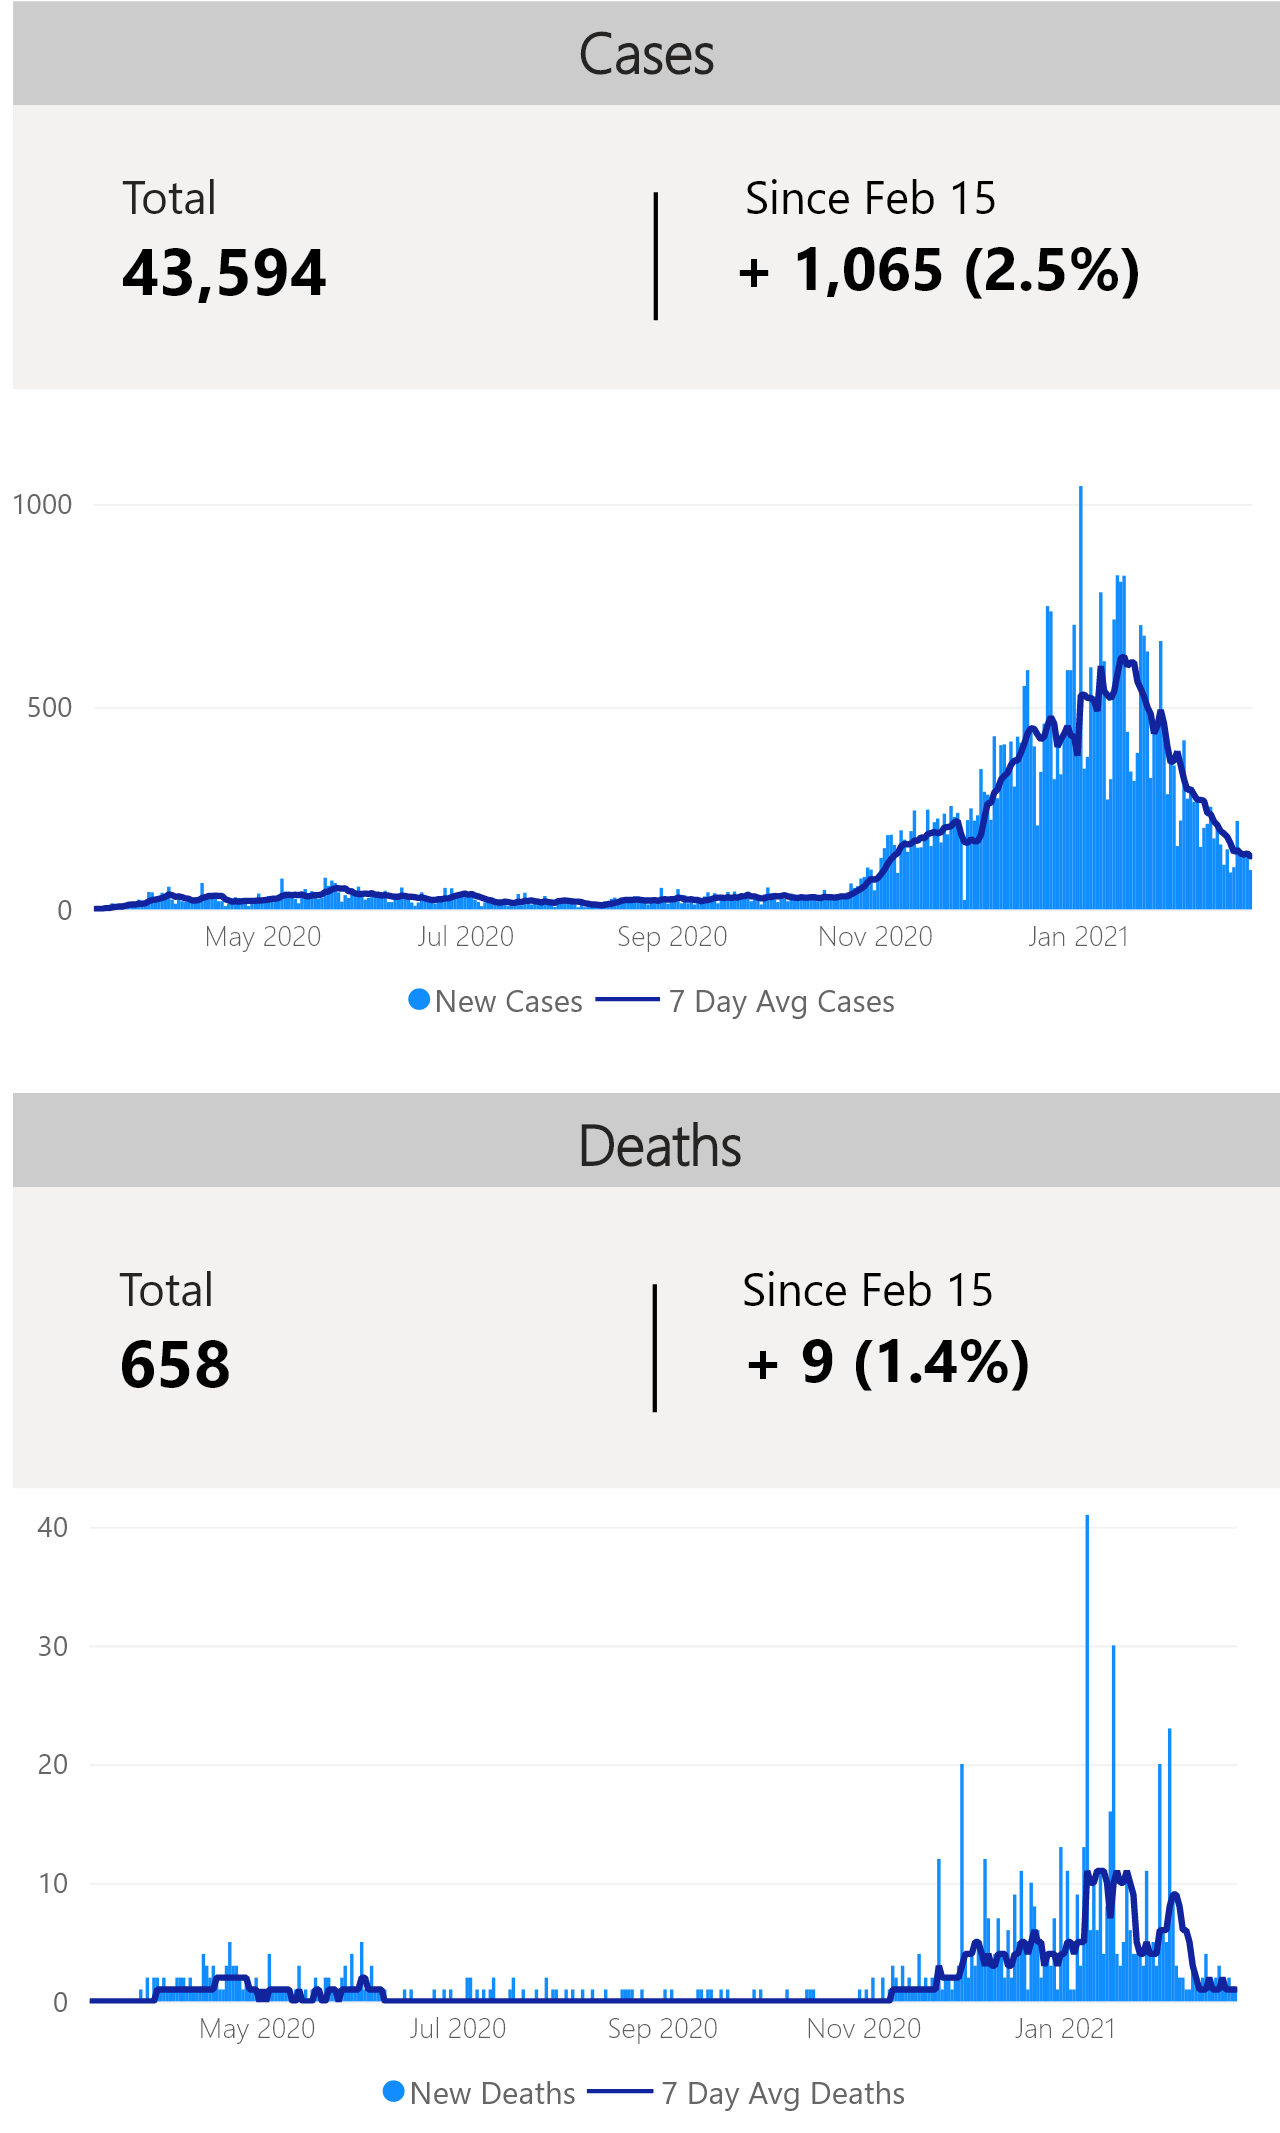 Cases
Total
Since Feb 15
43,594
+ 1,065 (2.5%)
1000
500
0
May 2020
Jul 2020
Sep 2020
Nov 2020
Jan 2021
New Cases
7 Day Avg Cases
Deaths
Total
Since Feb 15
658
+ 9 (1.4%)
40
30
20
10
0
May 2020
Jul 2020
Sep 2020
Nov 2020
Jan 2021
New Deaths
7 Day Avg Deaths